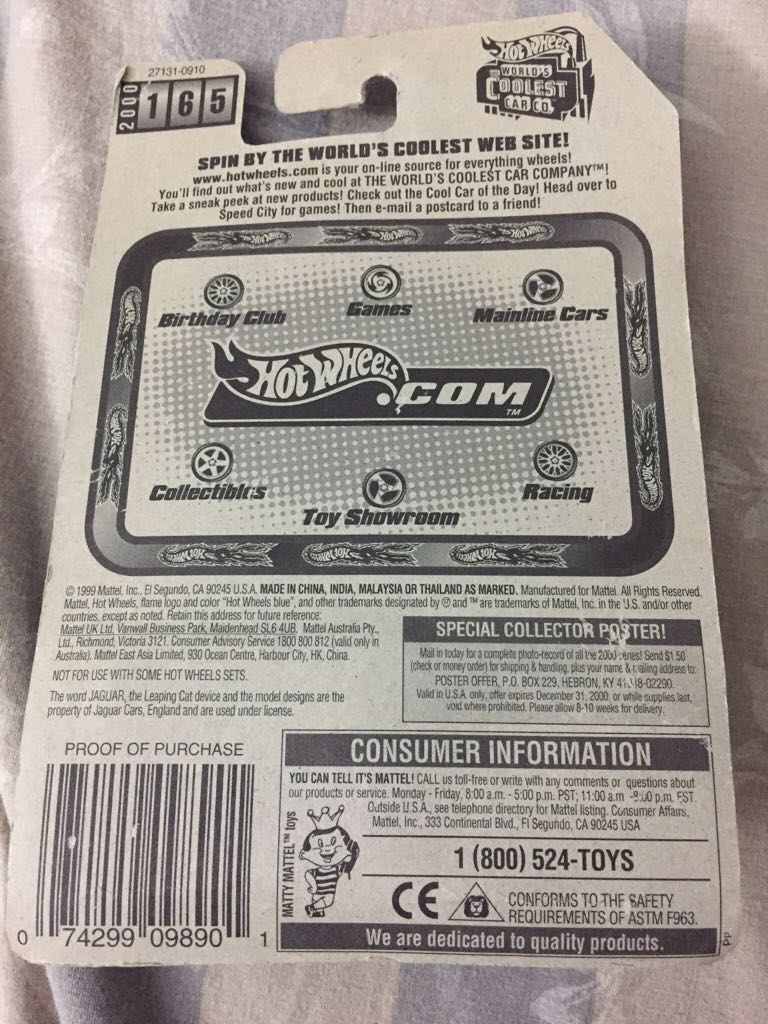 27131-0910
2000
165
HOT WHEELS
WORLD'S
COOLEST
CAR CO.
SPIN BY THE WORLD'S COOLEST WEB SITE!
www.hotwheels.com is your on-line source for everything wheels!
You'll find out what's new and cool at THE WORLD'S COOLEST CAR COMPANY™!
Take a sneak peek at new products! Check out the Cool Car of the Day! Head over to
Speed City for games! Then e-mail a postcard to a friend!
Birthday Club
Games
Mainline Cars
HOT WHEELS
.COM
TM
Collectibles
Toy Showroom
Racing
© 1999 Mattel, Inc., El Segundo, CA 90245 U.S.A. MADE IN CHINA, INDIA, MALAYSIA OR THAILAND AS MARKED. Manufactured for Mattel. All Rights Reserved.
Mattel, Hot Wheels, flame logo and color "Hot Wheels blue", and other trademarks designated by ® and ™ are trademarks of Mattel, Inc. in the U.S. and/or other
countries, except as noted. Retain this address for future reference:
Mattel UK Ltd, Vanwall Business Park, Maidenhead SL6 4UB. Mattel Australia Pty.,
Ltd., Richmond, Victoria 3121. Consumer Advisory Service 1800 800 812 (valid only in
Australia). Mattel East Asia Limited, 930 Ocean Centre, Harbour City, HK, China.
NOT FOR USE WITH SOME HOT WHEELS SETS.
The word JAGUAR, the Leaping Cat device and the model designs are the
property of Jaguar Cars, England and are used under license.
SPECIAL COLLECTOR POSTER!
Mail in today for a complete photo-record of all the 2000 series! Send $1.50
(check or money order) for shipping & handling, plus your name & mailing address to:
POSTER OFFER, P.O. BOX 229, HEBRON, KY
Valid in U.S.A. only, offer expires December 31, 2000, or while supplies last,
void where prohibited. Please allow 8-10 weeks for delivery.
PROOF OF PURCHASE
0 74299 09890 1
CONSUMER INFORMATION
YOU CAN TELL IT'S MATTEL! CALL us toll-free or write with any comments or questions about
our products or service. Monday - Friday, 8:00 a.m. - 5:00 p.m. PST; 11:00 a.m -8:00 p.m. EST.
Outside U.S.A., see telephone directory for Mattel listing. Consumer Affairs,
Mattel, Inc., 333 Continental Blvd., El Segundo, CA 90245 USA
MATTY MATTEL™ toys
1 (800) 524-TOYS
CE
CONFORMS TO THE SAFETY
REQUIREMENTS OF ASTM F963.
We are dedicated to quality products.
PP